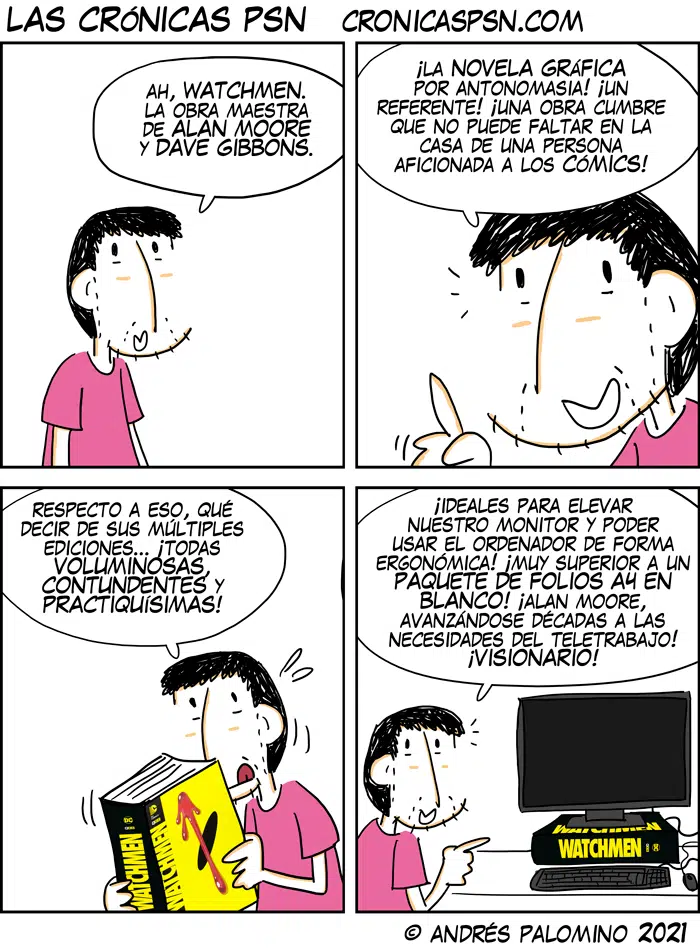 LAS CRÓNICAS PSN CRONICASPSN.COM
AH, WATCHMEN.
LA OBRA MAESTRA
DE ALAN MOORE
Y DAVE GIBBONS.
¡LA NOVELA GRÁFICA
POR ANTONOMASIA! ¡UN
REFERENTE! ¡UNA OBRA CUMBRE
QUE NO PUEDE FALTAR EN LA
CASA DE UNA PERSONA
AFICIONADA A LOS CÓMICS!
RESPECTO A ESO, QUÉ
DECIR DE SUS MÚLTIPLES
EDICIONES... ¡TODAS
VOLUMINOSAS,
CONTUNDENTES Y
PRACTIQUÍSIMAS!
DC
WATCHMEN
WATCHMEN
¡IDEALES PARA ELEVAR
NUESTRO MONITOR Y PODER
USAR EL ORDENADOR DE FORMA
ERGONÓMICA! ¡MUY SUPERIOR A UN
PAQUETE DE FOLIOS A4 EN
BLANCO! ¡ALAN MOORE,
AVANZÁNDOSE DÉCADAS A LAS
NECESIDADES DEL TELETRABAJO!
¡VISIONARIO!
WATCHMEN
WATCHMEN
© ANDRÉS PALOMINO 2021